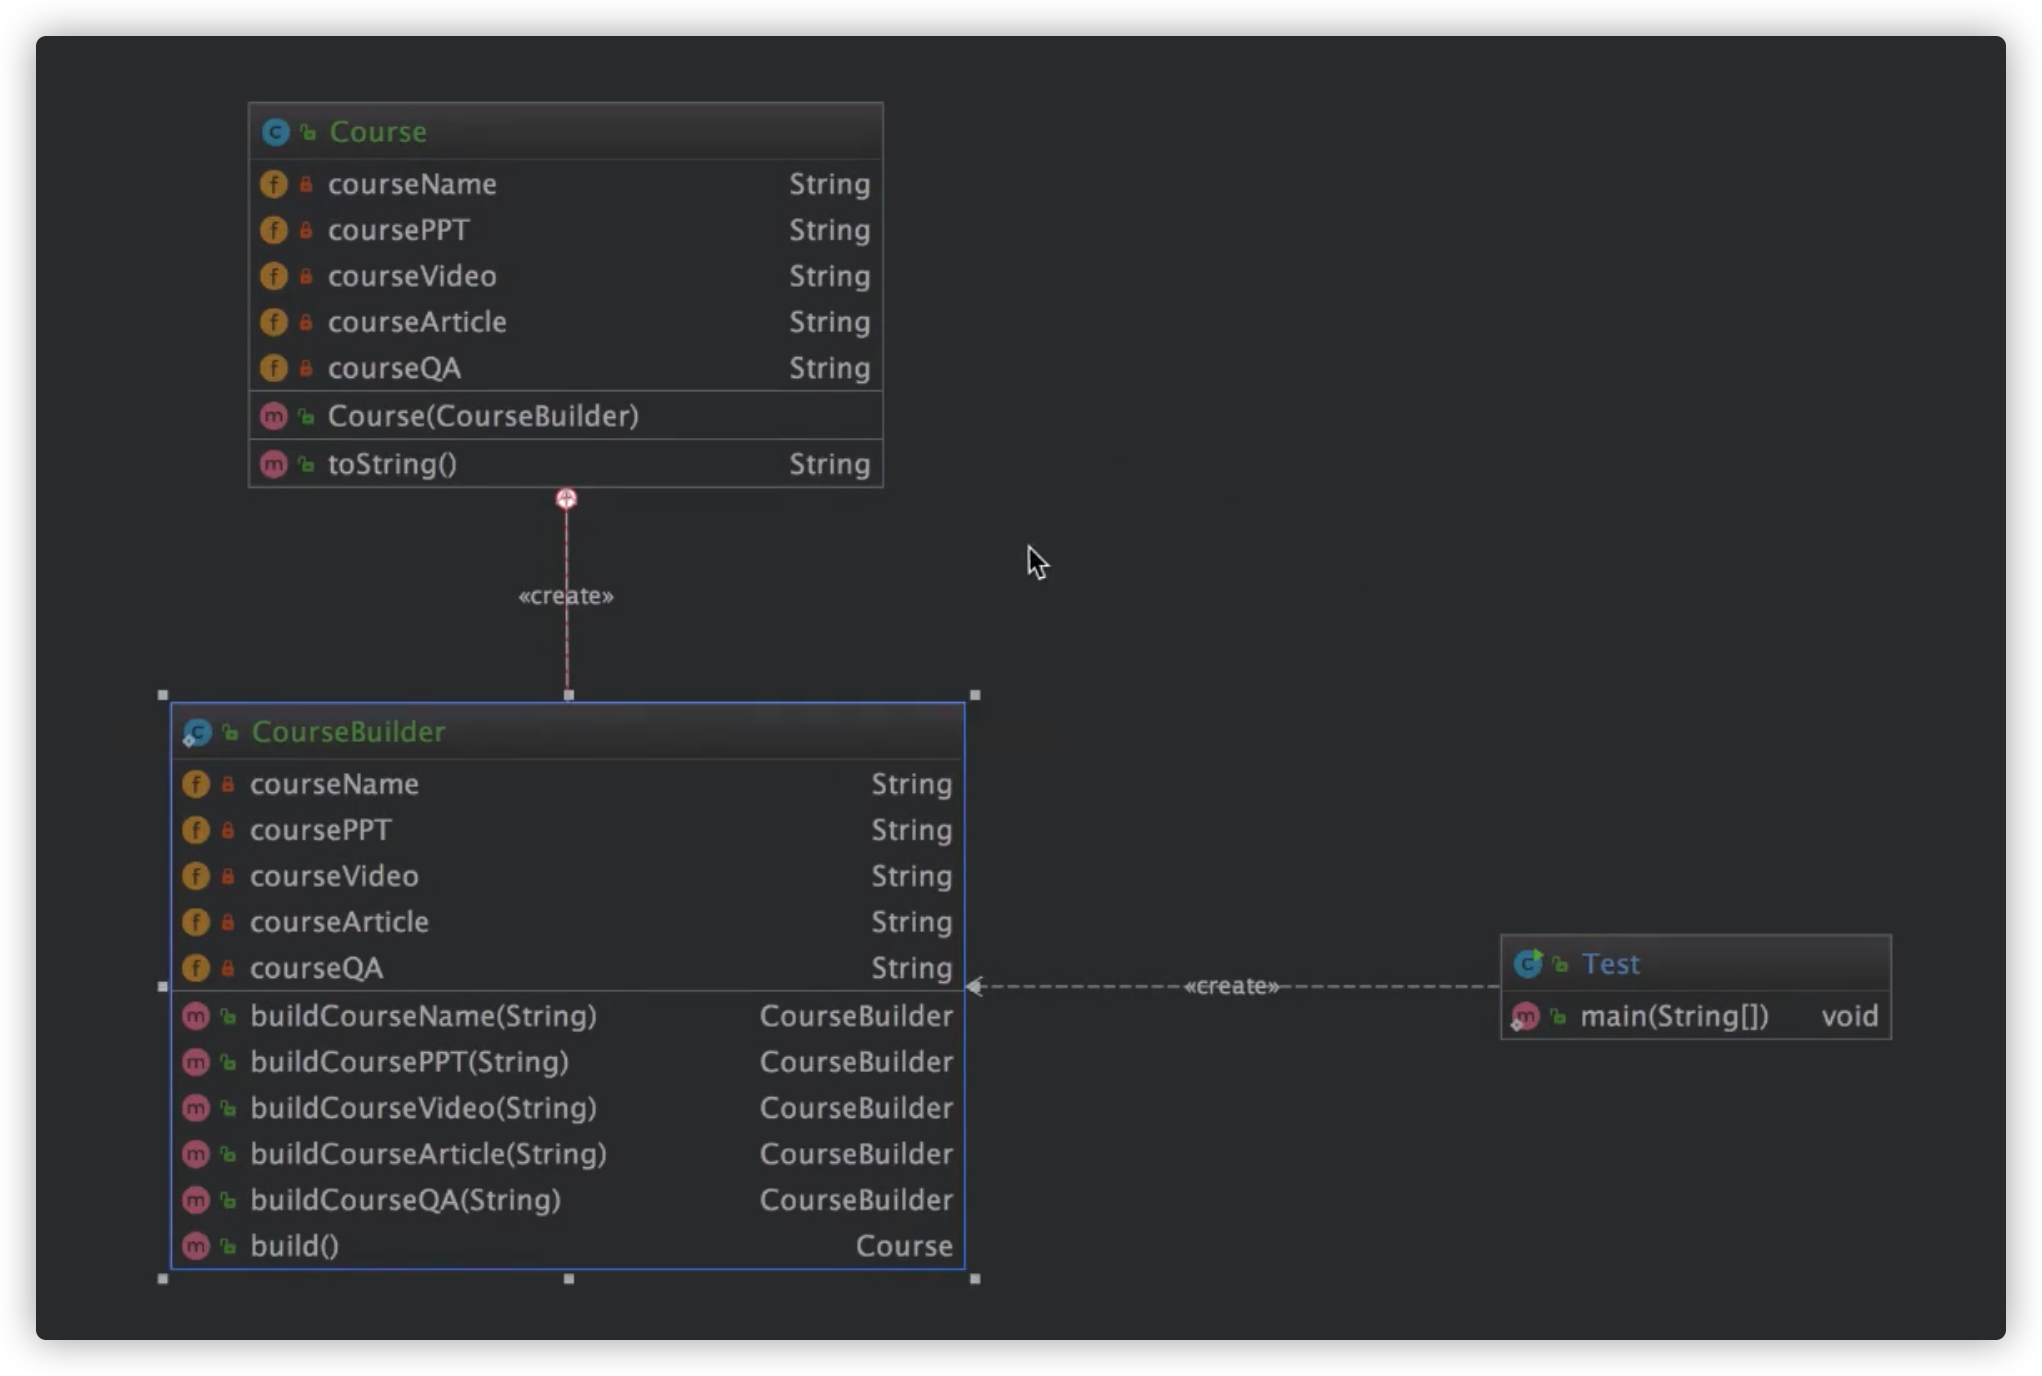 Course
courseName String
coursePPT String
courseVideo String
courseArticle String
courseQA String
Course(CourseBuilder)
toString() String
«create»
CourseBuilder
courseName String
coursePPT String
courseVideo String
courseArticle String
courseQA String
buildCourseName(String) CourseBuilder
buildCoursePPT(String) CourseBuilder
buildCourseVideo(String) CourseBuilder
buildCourseArticle(String) CourseBuilder
buildCourseQA(String) CourseBuilder
build() Course
«create»
Test
main(String[]) void